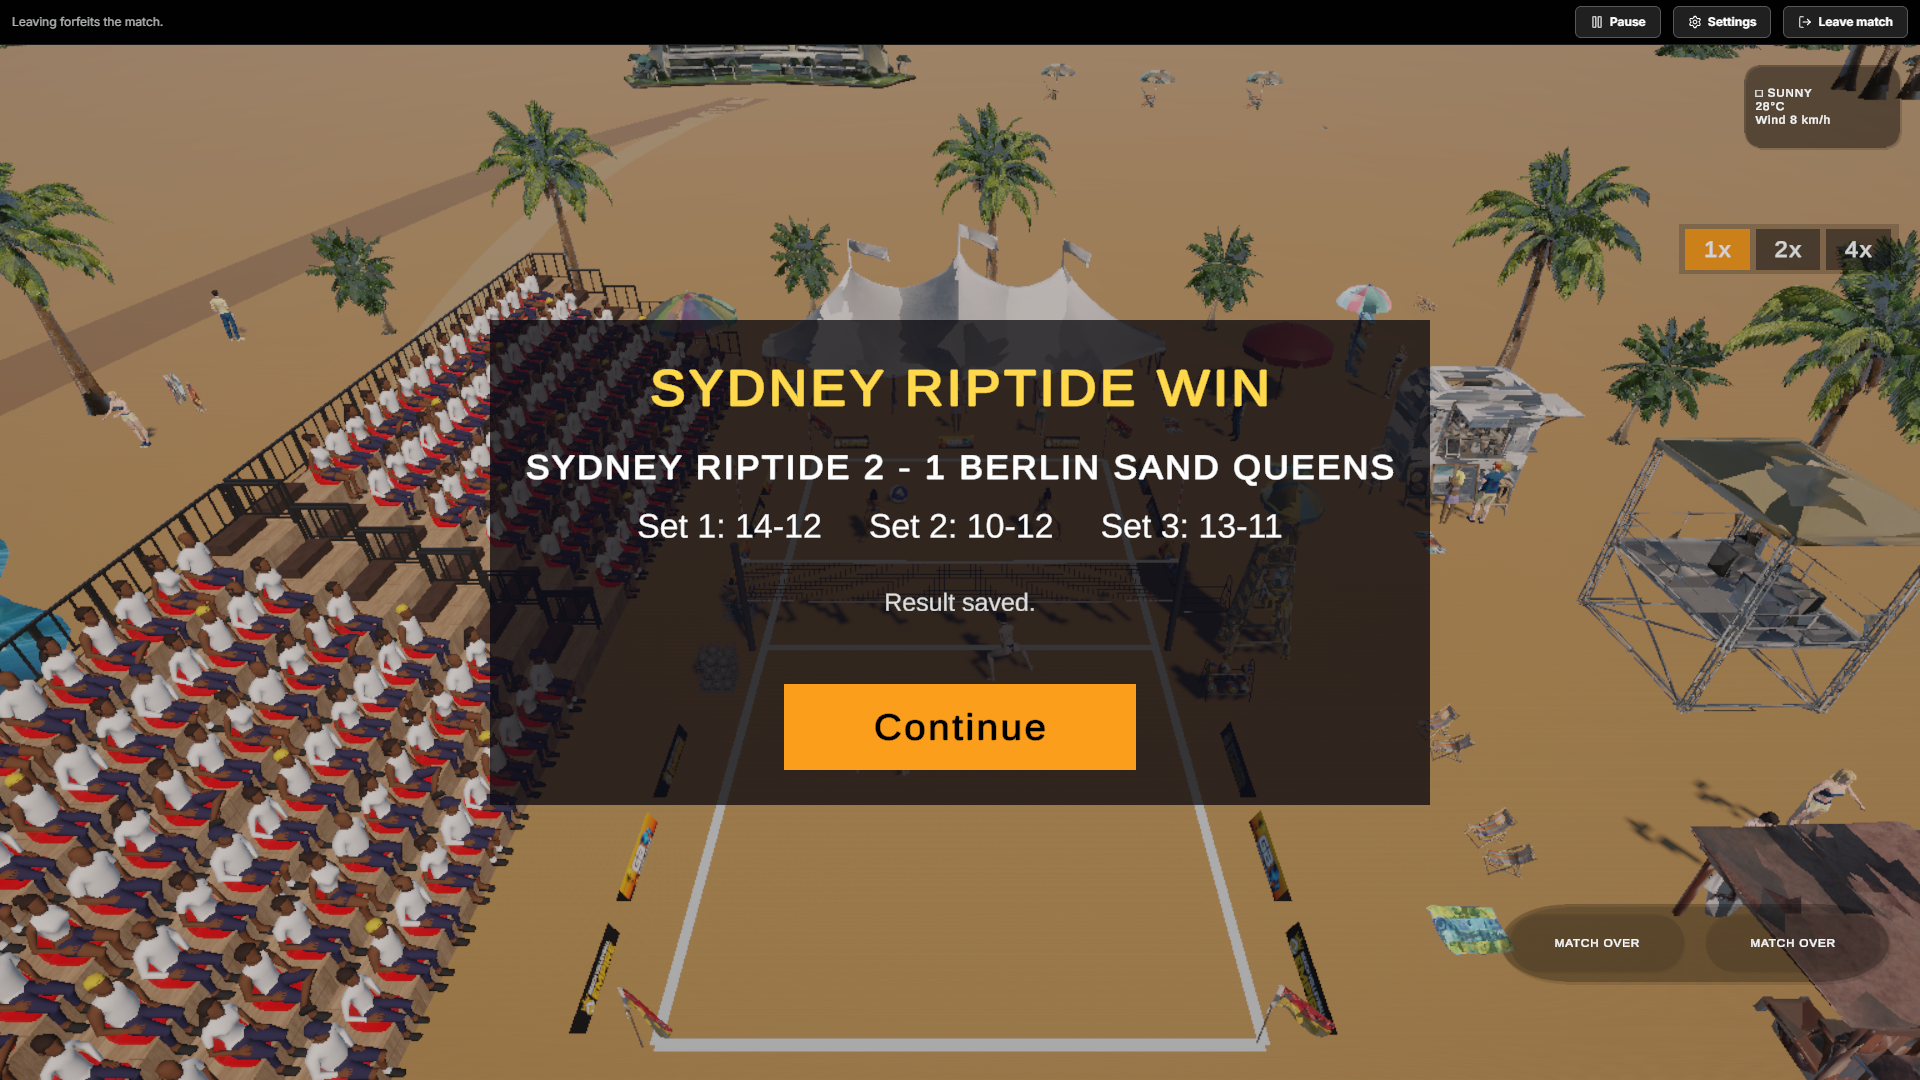 Leaving forfeits the match.
Pause
Settings
Leave match
SUNNY
28°C
Wind 8 km/h
1x
2x
4x
SYDNEY RIPTIDE WIN
SYDNEY RIPTIDE 2 - 1 BERLIN SAND QUEENS
Set 1: 14-12 Set 2: 10-12 Set 3: 13-11
Result saved.
Continue
MATCH OVER
MATCH OVER